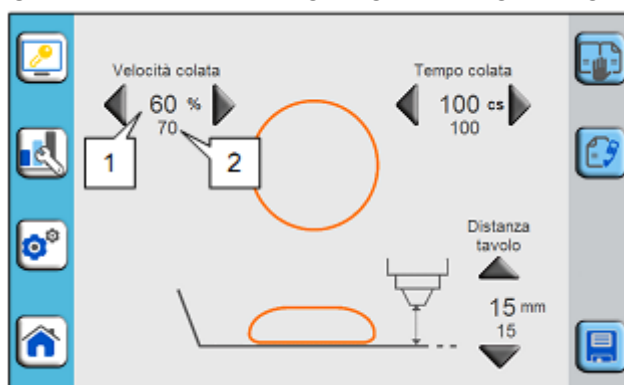 Velocità colata
60 %
70
1
2
Tempo colata
100 cs
100
Distanza
tavolo
15 mm
15